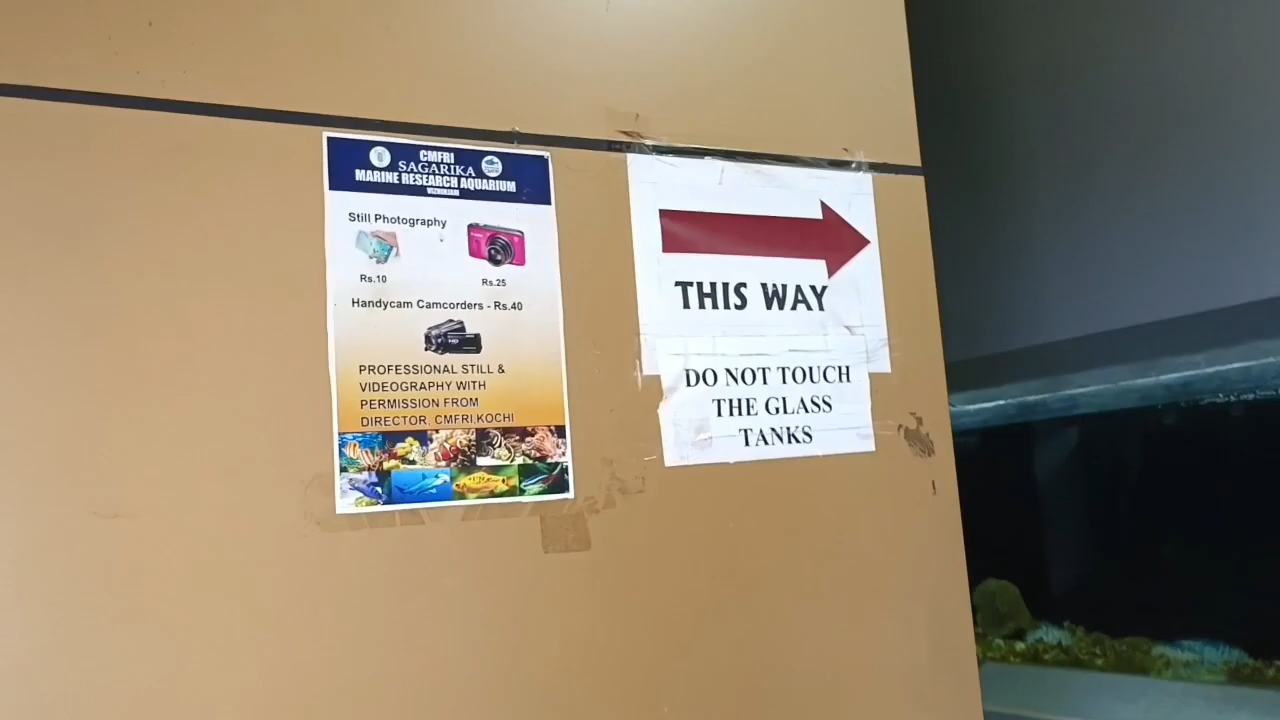 CMFRI
SAGARIKA
MARINE RESEARCH AQUARIUM
Still Photography
Rs.10
Rs.25
Handycam Camcorders - Rs.40
HD
PROFESSIONAL STILL &
VIDEOGRAPHY WITH
PERMISSION FROM
DIRECTOR, CMFRI,KOCHI
THIS WAY
DO NOT TOUCH
THE GLASS
TANKS